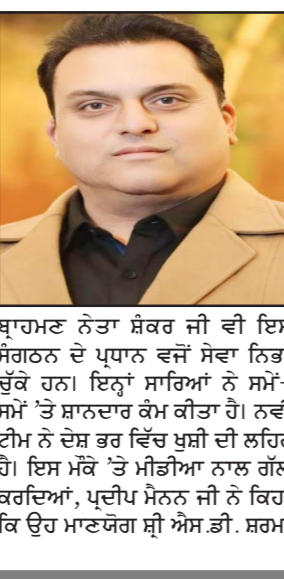 ਬ੍ਰਾਹਮਣ ਨੇਤਾ ਸ਼ੰਕਰ ਜੀ ਵੀ ਇਸ
ਸੰਗਠਨ ਦੇ ਪ੍ਰਧਾਨ ਵਜੋਂ ਸੇਵਾ ਨਿਭਾ
ਚੁੱਕੇ ਹਨ। ਇਨ੍ਹਾਂ ਸਾਰਿਆਂ ਨੇ ਸਮੇਂ-
ਸਮੇਂ ’ਤੇ ਸ਼ਾਨਦਾਰ ਕੰਮ ਕੀਤਾ ਹੈ। ਨਵੀਂ
ਟੀਮ ਨੇ ਦੇਸ਼ ਭਰ ਵਿੱਚ ਖੁਸ਼ੀ ਦੀ ਲਹਿਰ
ਹੈ। ਇਸ ਮੌਕੇ ’ਤੇ ਮੀਡੀਆ ਨਾਲ ਗੱਲ
ਕਰਦਿਆਂ, ਪ੍ਰਦੀਪ ਮੈਨਨ ਜੀ ਨੇ ਕਿਹ
ਕਿ ਉਹ ਮਾਣਯੋਗ ਸ਼੍ਰੀ ਐਸ.ਡੀ. ਸ਼ਰਮ